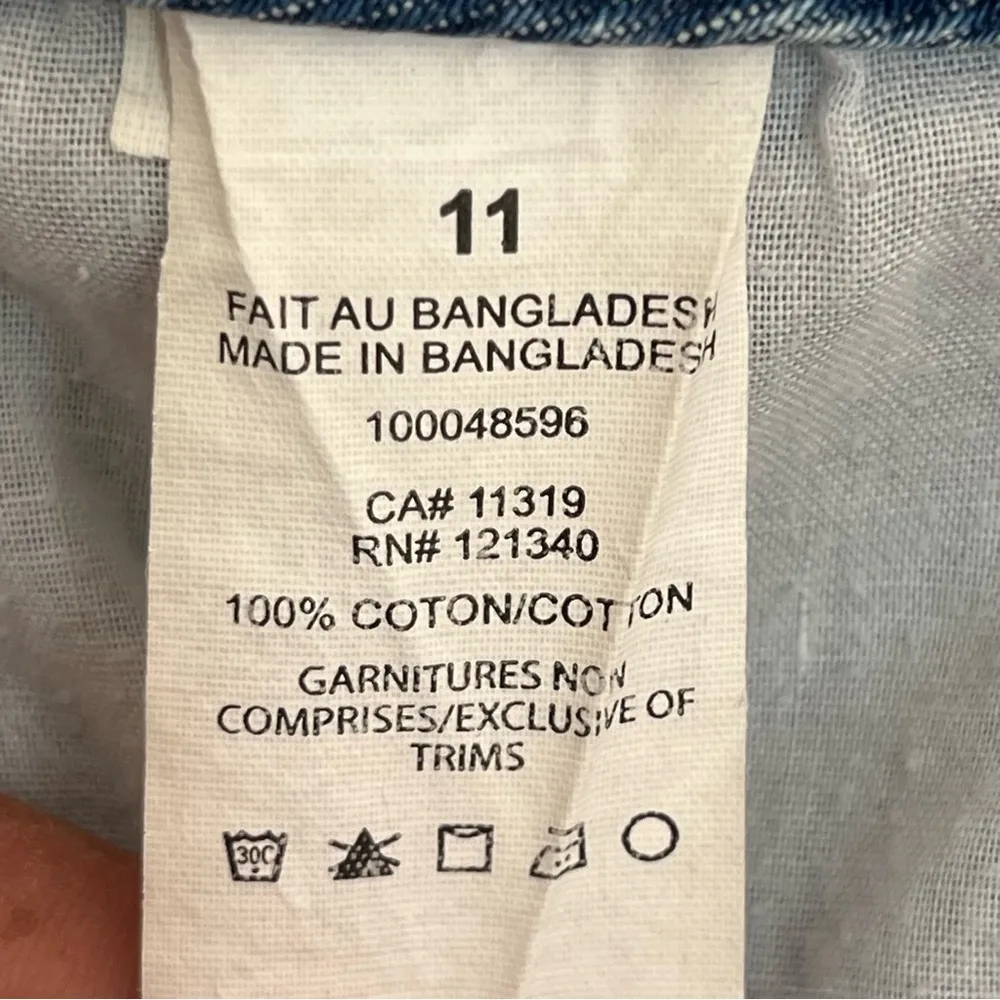 11
FAIT AU BANGLADESH
MADE IN BANGLADESH
100048596
CA# 11319
RN# 121340
100% COTON/COTTON
GARNITURES NON
COMPRISES/EXCLUSIVE OF
TRIMS
30C